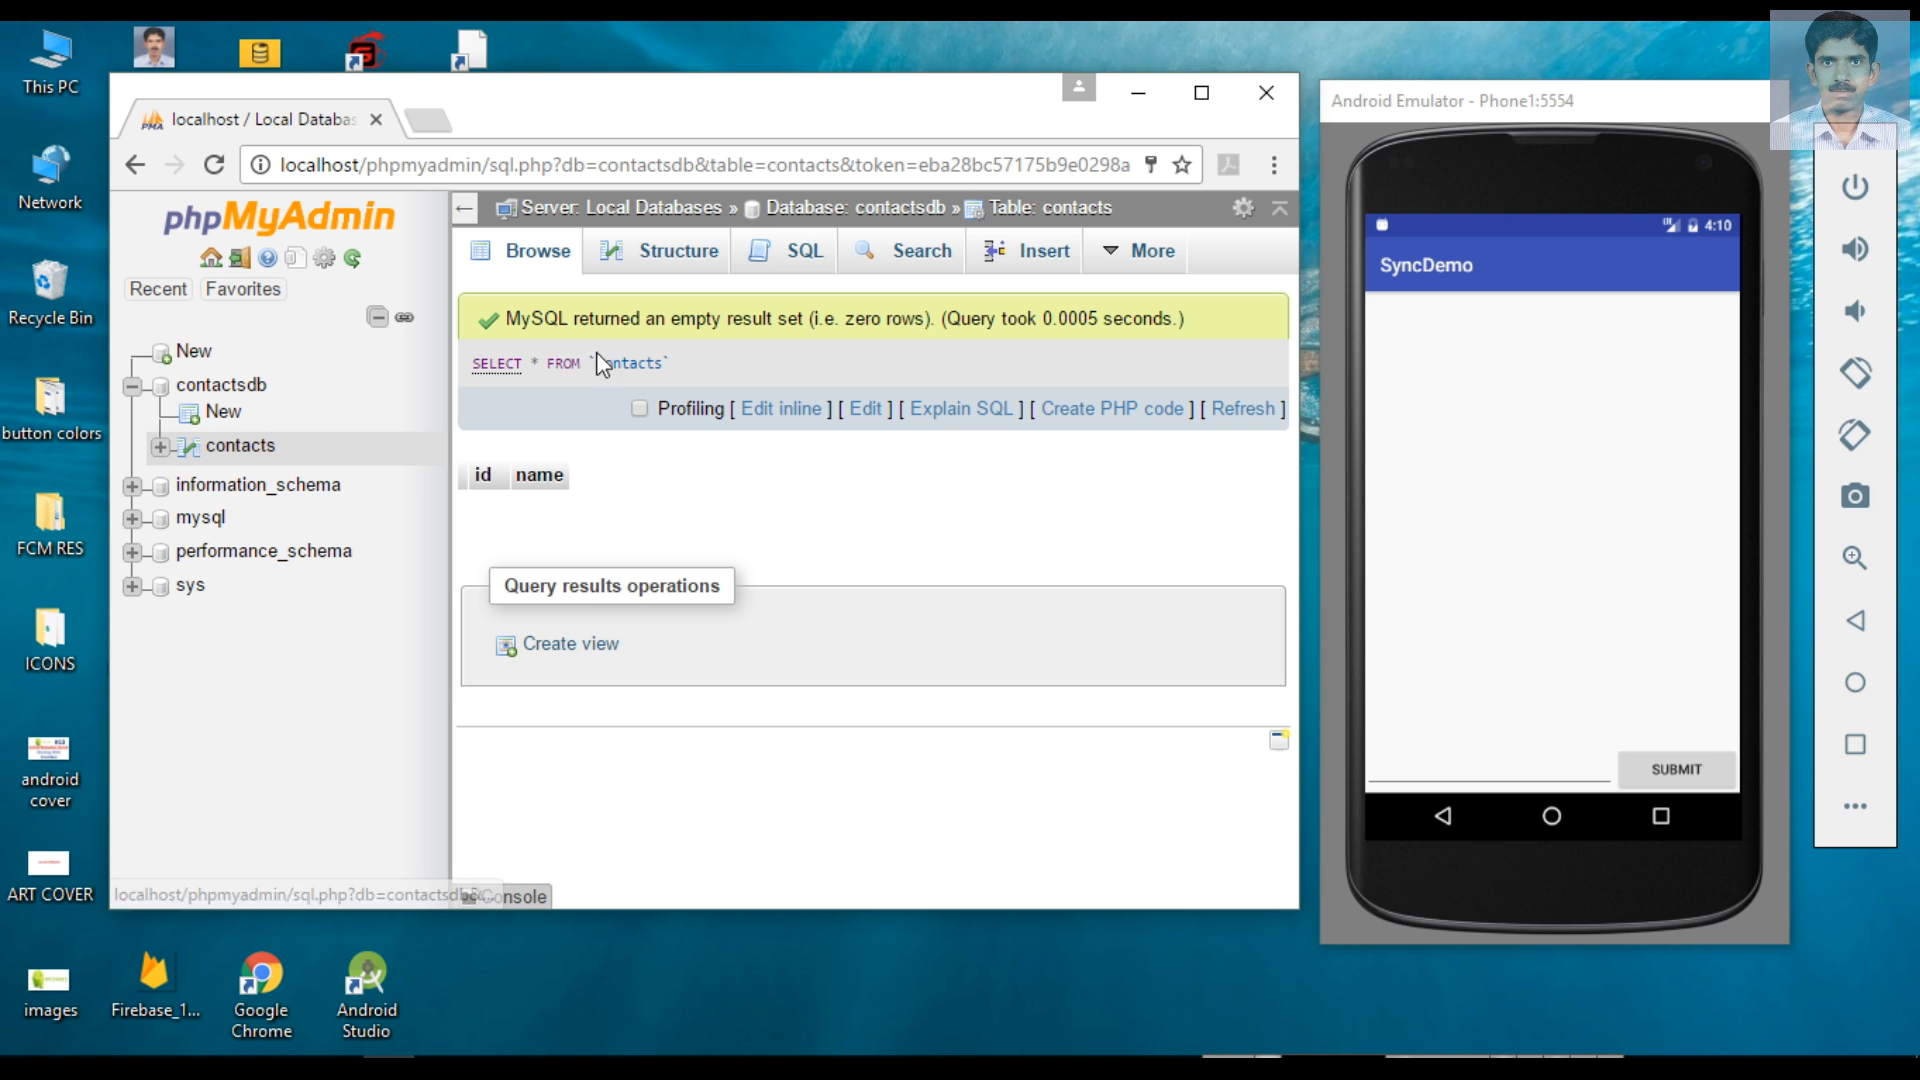 This PC
Network
Recycle Bin
button colors
FCM RES
ICONS
android
cover
ART COVER
images
Firebase_1...
Google
Chrome
Android
Studio
localhost / Local Databas
localhost/phpmyadmin/sql.php?db=contactsdb&table=contacts&token=eba28bc57175b9e0298a
phpMyAdmin
Recent
Favorites
New
contactsdb
New
contacts
information_schema
mysql
performance_schema
sys
localhost/phpmyadmin/sql.php?db=contactsdb&...
Server: Local Databases » Database: contactsdb » Table: contacts
Browse Structure SQL Search Insert More
MySQL returned an empty result set (i.e. zero rows). (Query took 0.0005 seconds.)
SELECT * FROM `contacts`
Profiling [ Edit inline ] [ Edit ] [ Explain SQL ] [ Create PHP code ] [ Refresh ]
id name
Query results operations
Create view
Console
Android Emulator - Phone1:5554
4:10
SyncDemo
SUBMIT